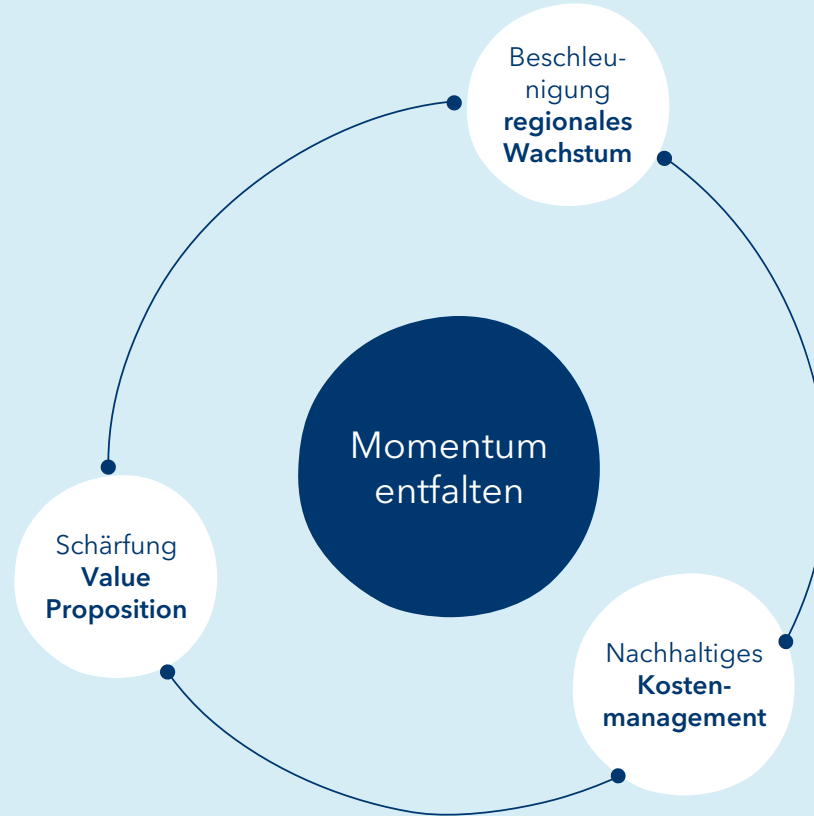 Beschleu-
nigung
regionales
Wachstum
Momentum
entfalten
Schärfung
Value
Proposition
Nachhaltiges
Kosten-
management